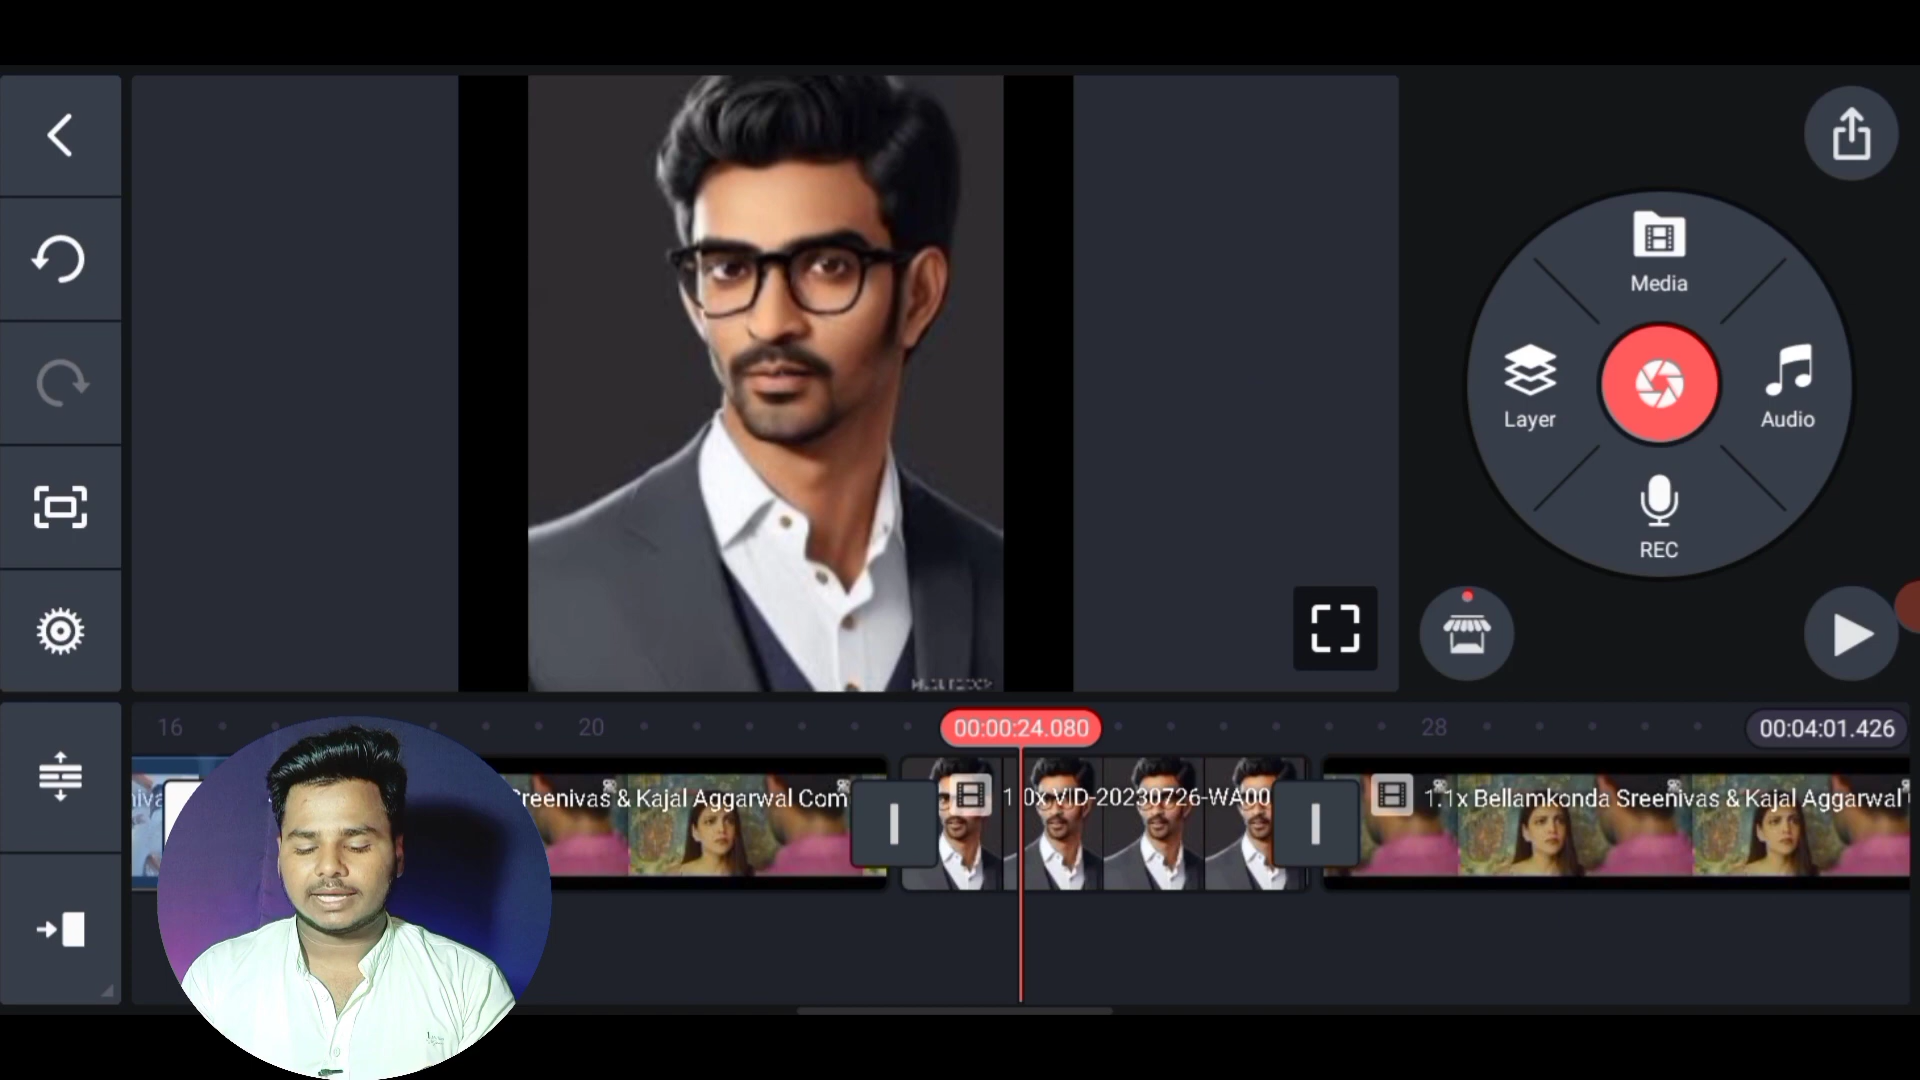 Media
Layer
Audio
REC
16
20
00:00:24.080
28
00:04:01.426
Sreenivas & Kajal Aggarwal Com
1.0x VID-20230726-WA00
1.1x Bellamkonda Sreenivas & Kajal Aggarwal